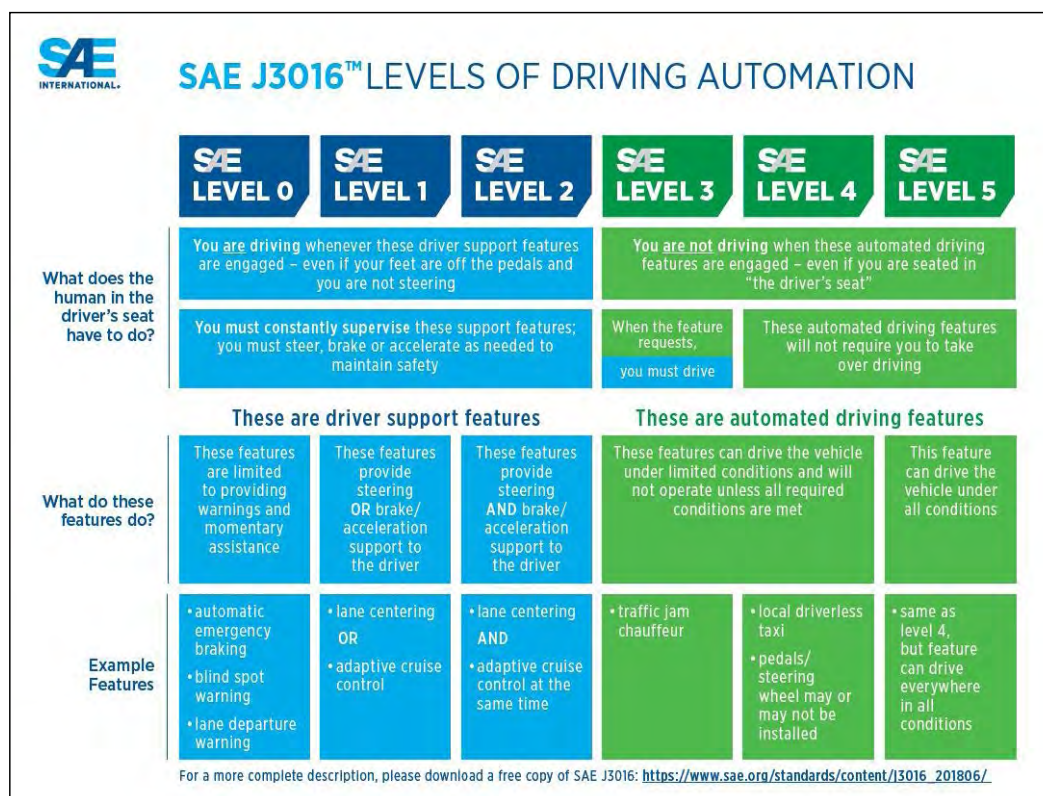 SAE
INTERNATIONAL®
SAE J3016™ LEVELS OF DRIVING AUTOMATION
SAE
LEVEL 0
SAE
LEVEL 1
SAE
LEVEL 2
SAE
LEVEL 3
SAE
LEVEL 4
SAE
LEVEL 5
What does the
human in the
driver's seat
have to do?
You are driving whenever these driver support features
are engaged – even if your feet are off the pedals and
you are not steering
You are not driving when these automated driving
features are engaged – even if you are seated in
“the driver's seat”
You must constantly supervise these support features;
you must steer, brake or accelerate as needed to
maintain safety
When the feature
requests,
you must drive
These automated driving features
will not require you to take
over driving
These are driver support features
These are automated driving features
What do these
features do?
These features
are limited
to providing
warnings and
momentary
assistance
These features
provide
steering
OR brake/
acceleration
support to
the driver
These features
provide
steering
AND brake/
acceleration
support to
the driver
These features can drive the vehicle
under limited conditions and will
not operate unless all required
conditions are met
This feature
can drive the
vehicle under
all conditions
Example
Features
• automatic
emergency
braking
• blind spot
warning
• lane departure
warning
• lane centering
OR
• adaptive cruise
control
• lane centering
AND
• adaptive cruise
control at the
same time
• traffic jam
chauffeur
• local driverless
taxi
• pedals/
steering
wheel may or
may not be
installed
• same as
level 4,
but feature
can drive
everywhere
in all
conditions
For a more complete description, please download a free copy of SAE J3016: https://www.sae.org/standards/content/J3016_201806/